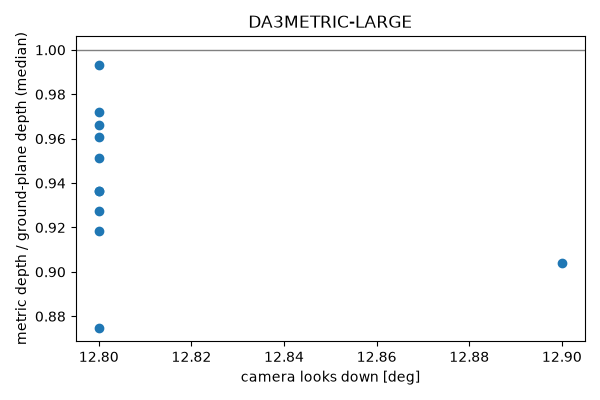 DA3METRIC-LARGE
metric depth / ground-plane depth (median)
1.00
0.98
0.96
0.94
0.92
0.90
0.88
12.80 12.82 12.84 12.86 12.88 12.90
camera looks down [deg]